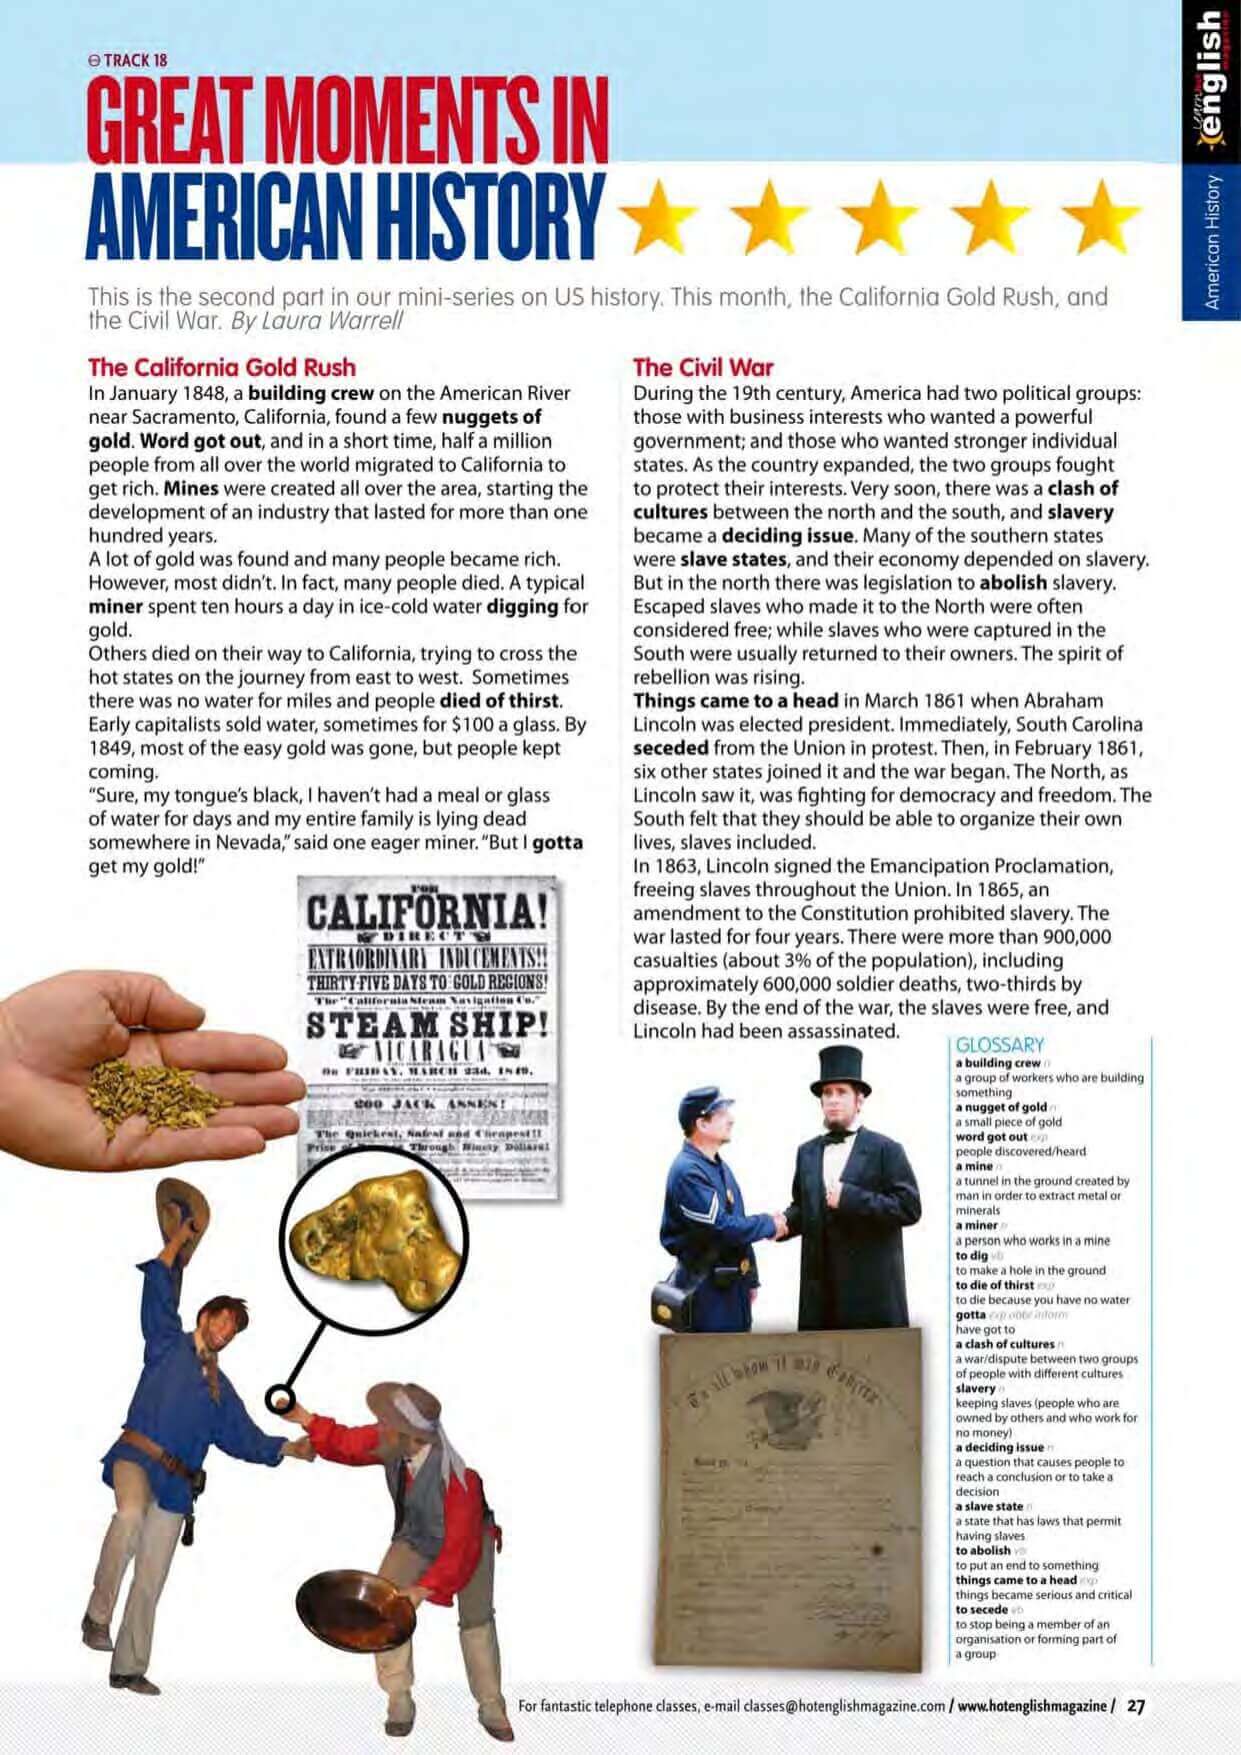 TRACK 18
GREAT MOMENTS IN
AMERICAN HISTORY
Learn hot
english
magazine
American History
This is the second part in our mini-series on US history. This month, the California Gold Rush, and
the Civil War. By Laura Warrell
The California Gold Rush
In January 1848, a building crew on the American River
near Sacramento, California, found a few nuggets of
gold. Word got out, and in a short time, half a million
people from all over the world migrated to California to
get rich. Mines were created all over the area, starting the
development of an industry that lasted for more than one
hundred years.
A lot of gold was found and many people became rich.
However, most didn't. In fact, many people died. A typical
miner spent ten hours a day in ice-cold water digging for
gold.
Others died on their way to California, trying to cross the
hot states on the journey from east to west. Sometimes
there was no water for miles and people died of thirst.
Early capitalists sold water, sometimes for $100 a glass. By
1849, most of the easy gold was gone, but people kept
coming.
“Sure, my tongue's black, I haven't had a meal or glass
of water for days and my entire family is lying dead
somewhere in Nevada,” said one eager miner. “But I gotta
get my gold!”
The Civil War
During the 19th century, America had two political groups:
those with business interests who wanted a powerful
government; and those who wanted stronger individual
states. As the country expanded, the two groups fought
to protect their interests. Very soon, there was a clash of
cultures between the north and the south, and slavery
became a deciding issue. Many of the southern states
were slave states, and their economy depended on slavery.
But in the north there was legislation to abolish slavery.
Escaped slaves who made it to the North were often
considered free; while slaves who were captured in the
South were usually returned to their owners. The spirit of
rebellion was rising.
Things came to a head in March 1861 when Abraham
Lincoln was elected president. Immediately, South Carolina
seceded from the Union in protest. Then, in February 1861,
six other states joined it and the war began. The North, as
Lincoln saw it, was fighting for democracy and freedom. The
South felt that they should be able to organize their own
lives, slaves included.
In 1863, Lincoln signed the Emancipation Proclamation,
freeing slaves throughout the Union. In 1865, an
amendment to the Constitution prohibited slavery. The
war lasted for four years. There were more than 900,000
casualties (about 3% of the population), including
approximately 600,000 soldier deaths, two-thirds by
disease. By the end of the war, the slaves were free, and
Lincoln had been assassinated.
FOR
CALIFORNIA!
DIRECT
EXTRAORDINARY INDUCEMENTS!!
THIRTY-FIVE DAYS TO GOLD REGIONS!
The "California Steam Navigation Co."
STEAM SHIP!
NICARAGUA
On FRIDAY, MARCH 23d, 1849.
200 JACK ASSES!
The Quickest, Safest and Cheapest!!
Price of Through Ninety Dollars!
To all whom it may Concern
GLOSSARY
a building crew n
a group of workers who are building
something
a nugget of gold n
a small piece of gold
word got out exp
people discovered/heard
a mine n
a tunnel in the ground created by
man in order to extract metal or
minerals
a miner n
a person who works in a mine
to dig vb
to make a hole in the ground
to die of thirst exp
to die because you have no water
gotta exp abbr inform
have got to
a clash of cultures n
a war/dispute between two groups
of people with different cultures
slavery n
keeping slaves (people who are
owned by others and who work for
no money)
a deciding issue n
a question that causes people to
reach a conclusion or to take a
decision
a slave state n
a state that has laws that permit
having slaves
to abolish vb
to put an end to something
things came to a head exp
things became serious and critical
to secede vb
to stop being a member of an
organisation or forming part of
a group
For fantastic telephone classes, e-mail classes@hotenglishmagazine.com / www.hotenglishmagazine / 27